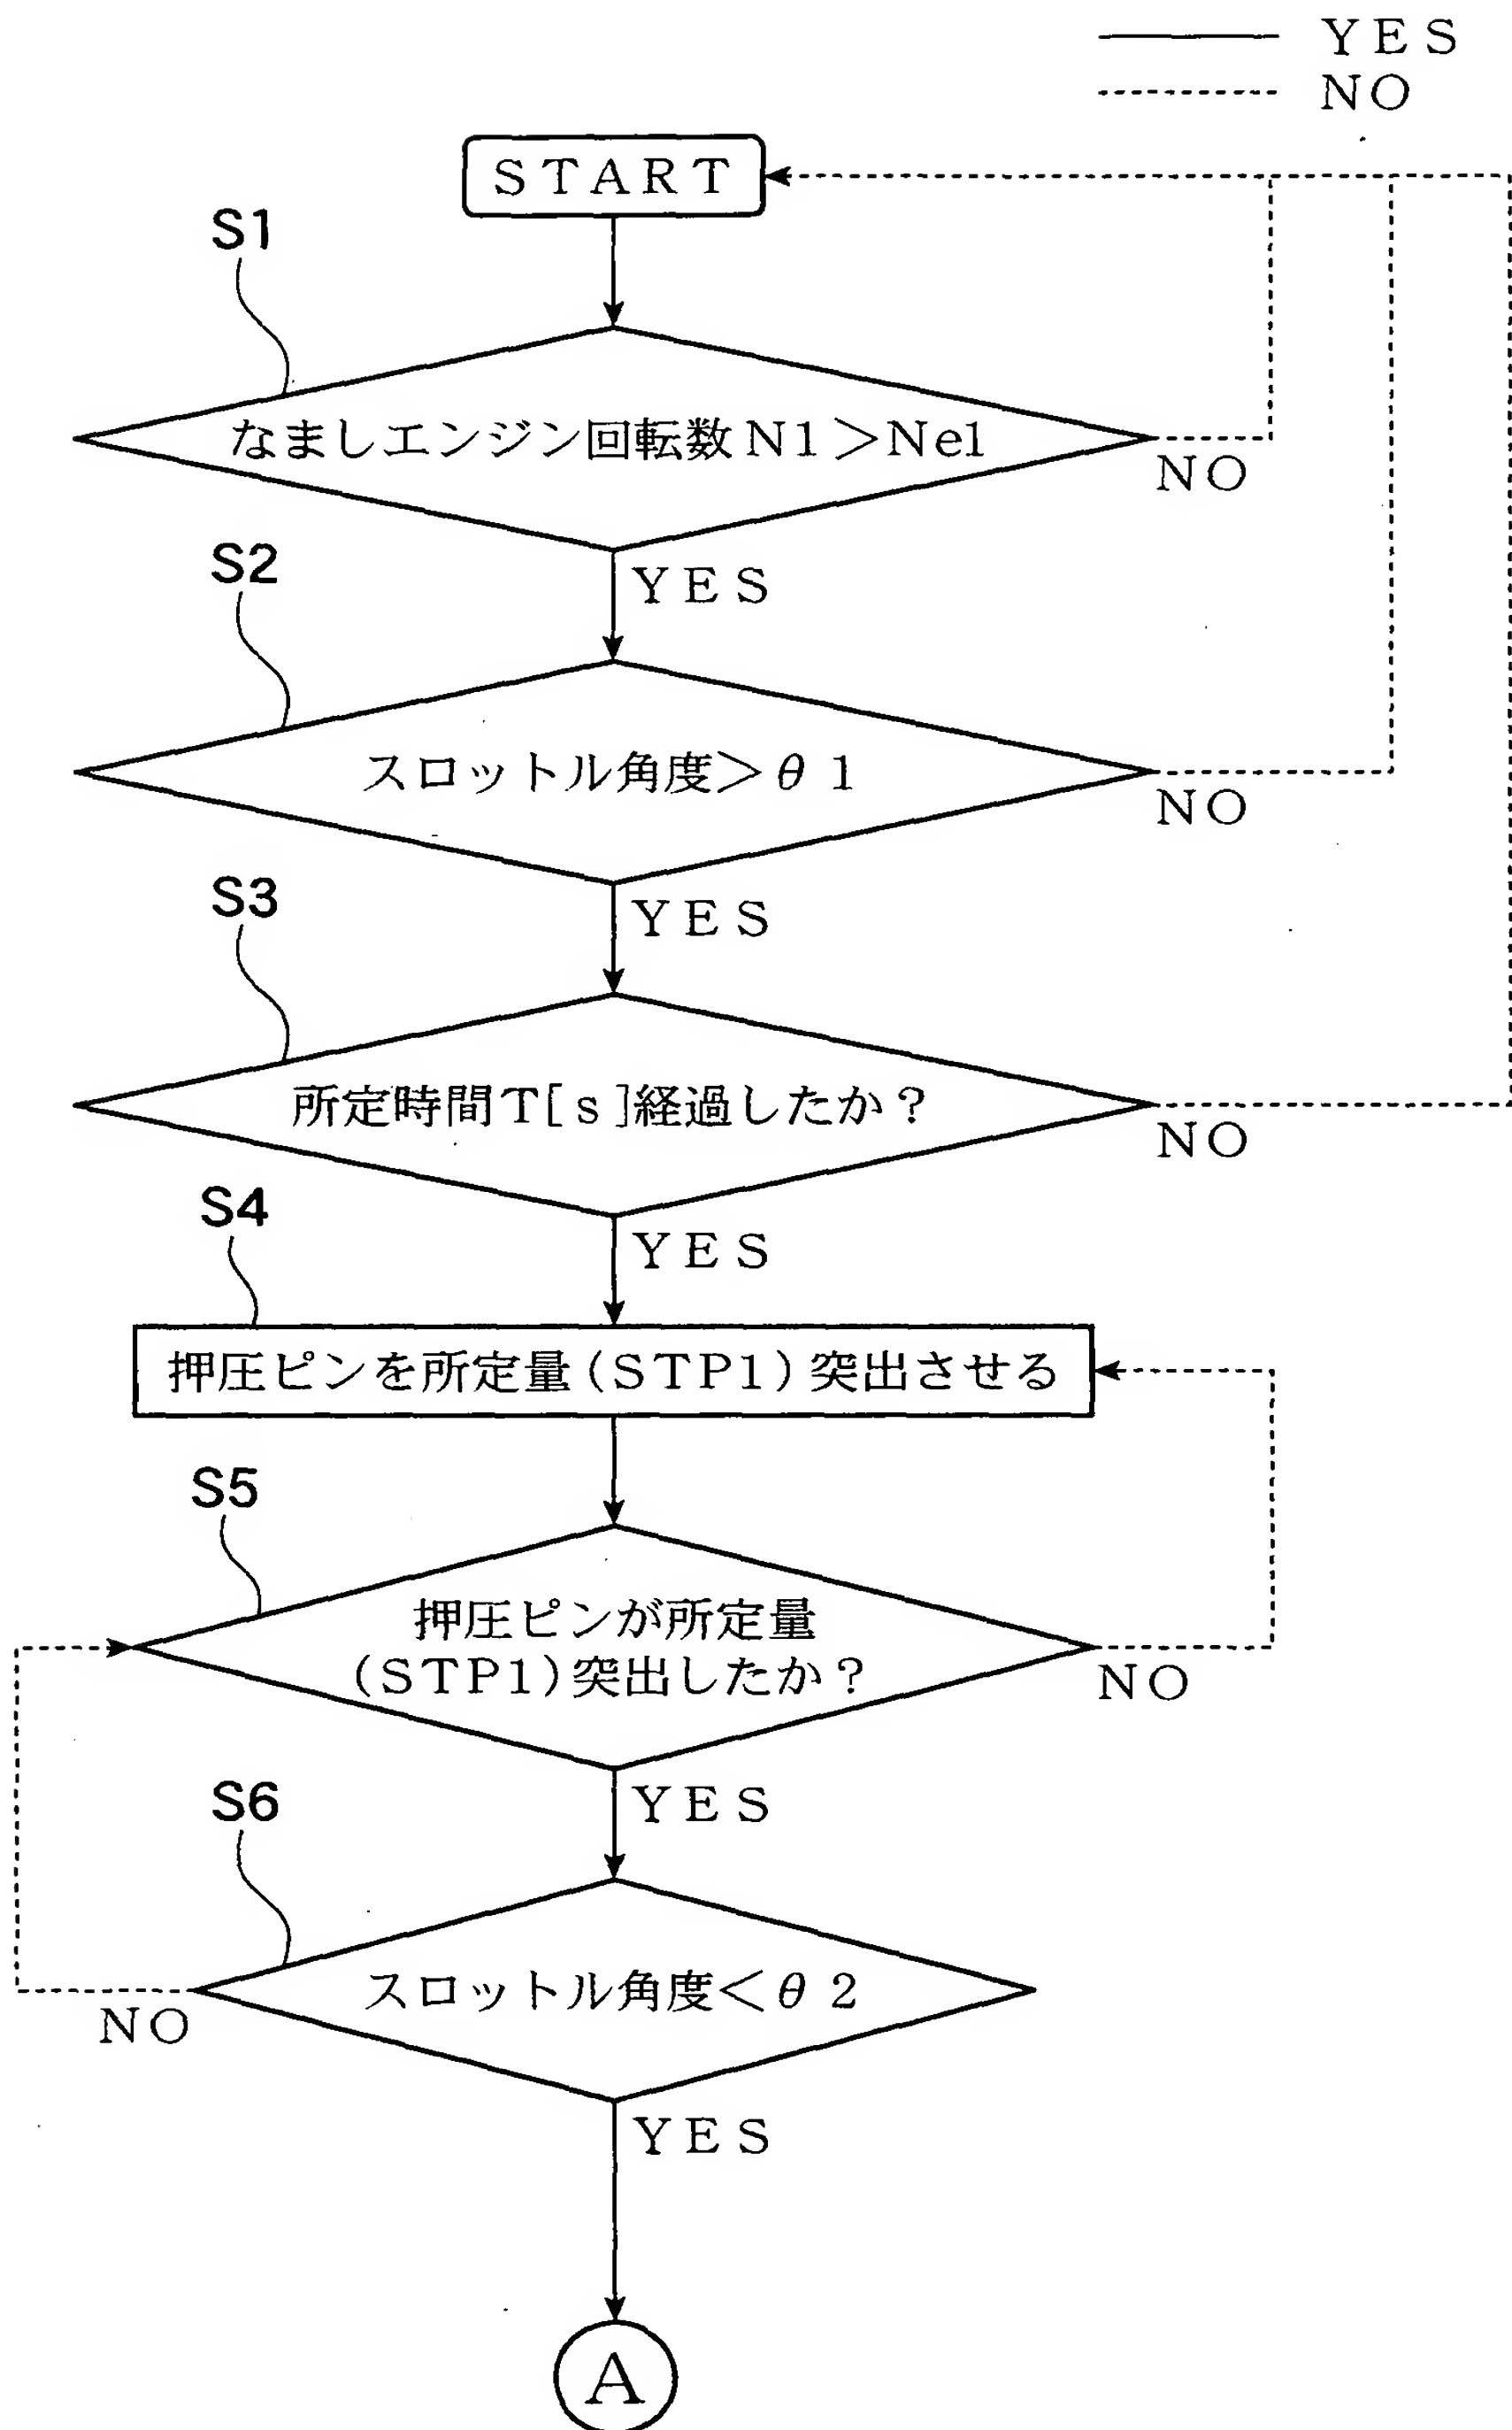 YES
NO
START
S1
なましエンジン回転数N1>Ne1
NO
YES
S2
スロットル角度>θ1
NO
YES
S3
所定時間T[s]経過したか?
NO
YES
S4
押圧ピンを所定量(STP1)突出させる
S5
押圧ピンが所定量
(STP1)突出したか?
NO
YES
S6
スロットル角度<θ2
NO
YES
A